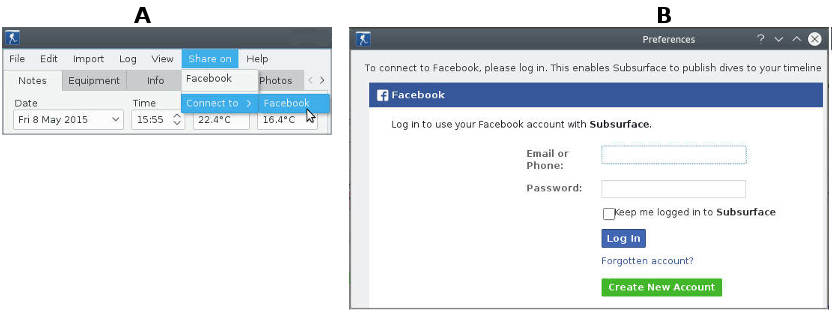 A
File Edit Import Log View Share on Help
Notes Equipment Info Facebook Photos
Date Time Connect to Facebook
Fri 8 May 2015 15:55 22.4°C 16.4°C
B
Preferences
To connect to Facebook, please log in. This enables Subsurface to publish dives to your timeline
Facebook
Log in to use your Facebook account with Subsurface.
Email or
Phone:
Password:
Keep me logged in to Subsurface
Log In
Forgotten account?
Create New Account